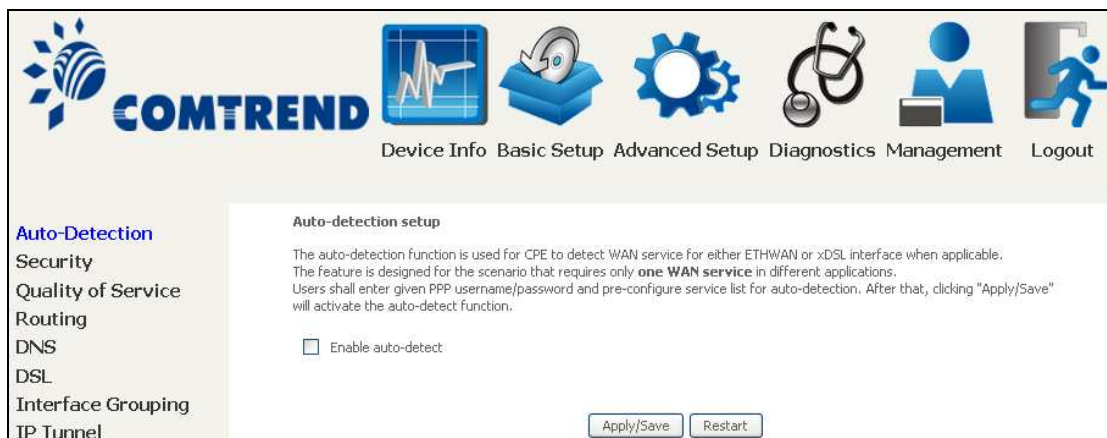 COMTREND
Device Info Basic Setup Advanced Setup Diagnostics Management Logout
Auto-Detection
Security
Quality of Service
Routing
DNS
DSL
Interface Grouping
IP Tunnel
Auto-detection setup
The auto-detection function is used for CPE to detect WAN service for either ETHWAN or xDSL interface when applicable.
The feature is designed for the scenario that requires only one WAN service in different applications.
Users shall enter given PPP username/password and pre-configure service list for auto-detection. After that, clicking "Apply/Save"
will activate the auto-detect function.
Enable auto-detect
Apply/Save Restart